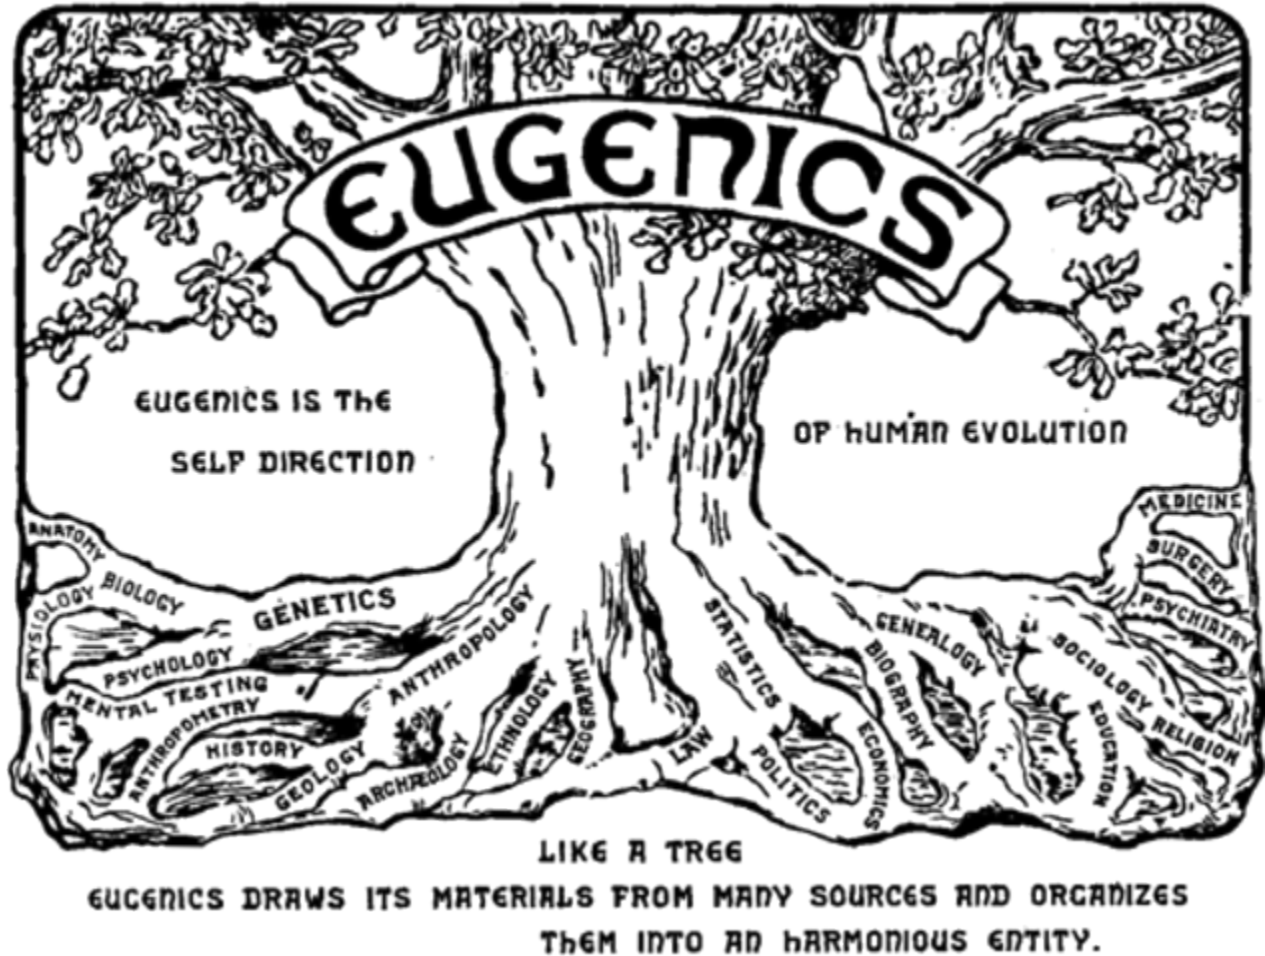 EUGENICS
EUGENICS IS THE
SELF DIRECTION
OF HUMAN EVOLUTION
ANATOMY
BIOLOGY
PHYSIOLOGY
GENETICS
PSYCHOLOGY
MENTAL TESTING
ANTHROPOMETRY
HISTORY
GEOLOGY
ANTHROPOLOGY
ARCHÆOLOGY
ETHNOLOGY
GEOGRAPHY
LAW
STATISTICS
POLITICS
ECONOMICS
BIOGRAPHY
GENEALOGY
EDUCATION
SOCIOLOGY
RELIGION
PSYCHIATRY
SURGERY
MEDICINE
LIKE A TREE
EUGENICS DRAWS ITS MATERIALS FROM MANY SOURCES AND ORGANIZES
THEM INTO AN HARMONIOUS ENTITY.